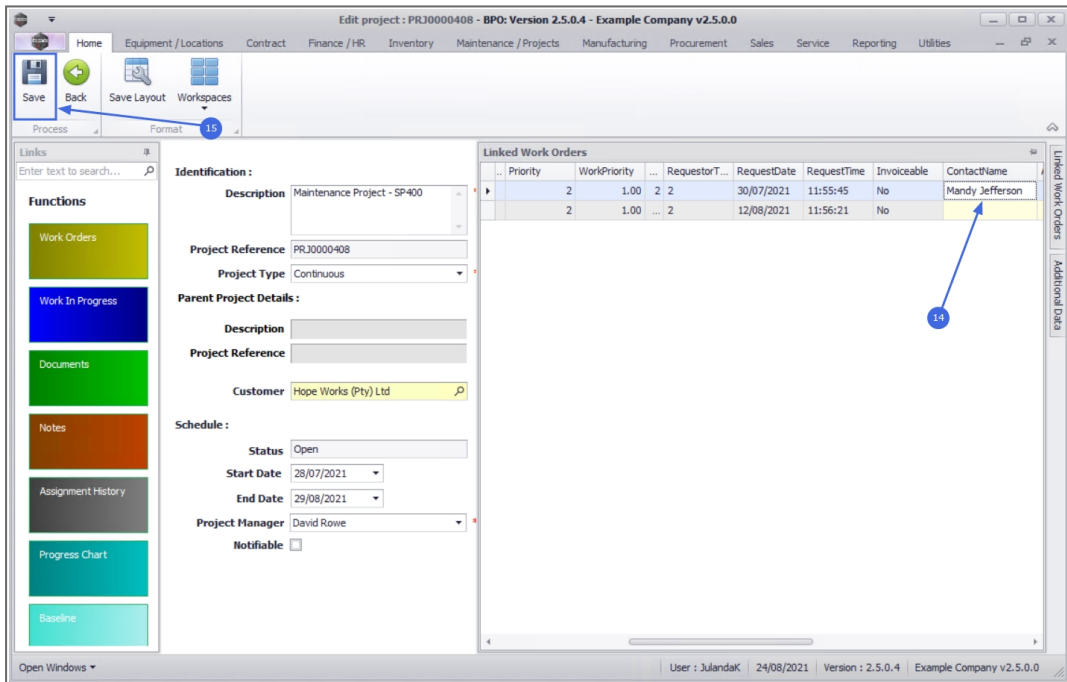 Edit project : PRJ0000408 - BPO: Version 2.5.0.4 - Example Company v2.5.0.0
Home Equipment / Locations Contract Finance / HR Inventory Maintenance / Projects Manufacturing Procurement Sales Service Reporting Utilities
Save Back Save Layout Workspaces
Process Format 15
Links
Enter text to search...
Functions
Work Orders
Work In Progress
Documents
Notes
Assignment History
Progress Chart
Baseline
Identification :
Description Maintenance Project - SP400 *
Project Reference PRJ0000408
Project Type Continuous *
Parent Project Details :
Description
Project Reference
Customer Hope Works (Pty) Ltd
Schedule :
Status Open
Start Date 28/07/2021
End Date 29/08/2021
Project Manager David Rowe *
Notifiable
Linked Work Orders
.. Priority WorkPriority ... RequestorT... RequestDate RequestTime Invoiceable ContactName
2 1.00 2 2 30/07/2021 11:55:45 No Mandy Jefferson
2 1.00 ... 2 12/08/2021 11:56:21 No
14
Linked Work Orders
Additional Data
Open Windows User : JulandaK 24/08/2021 Version : 2.5.0.4 Example Company v2.5.0.0